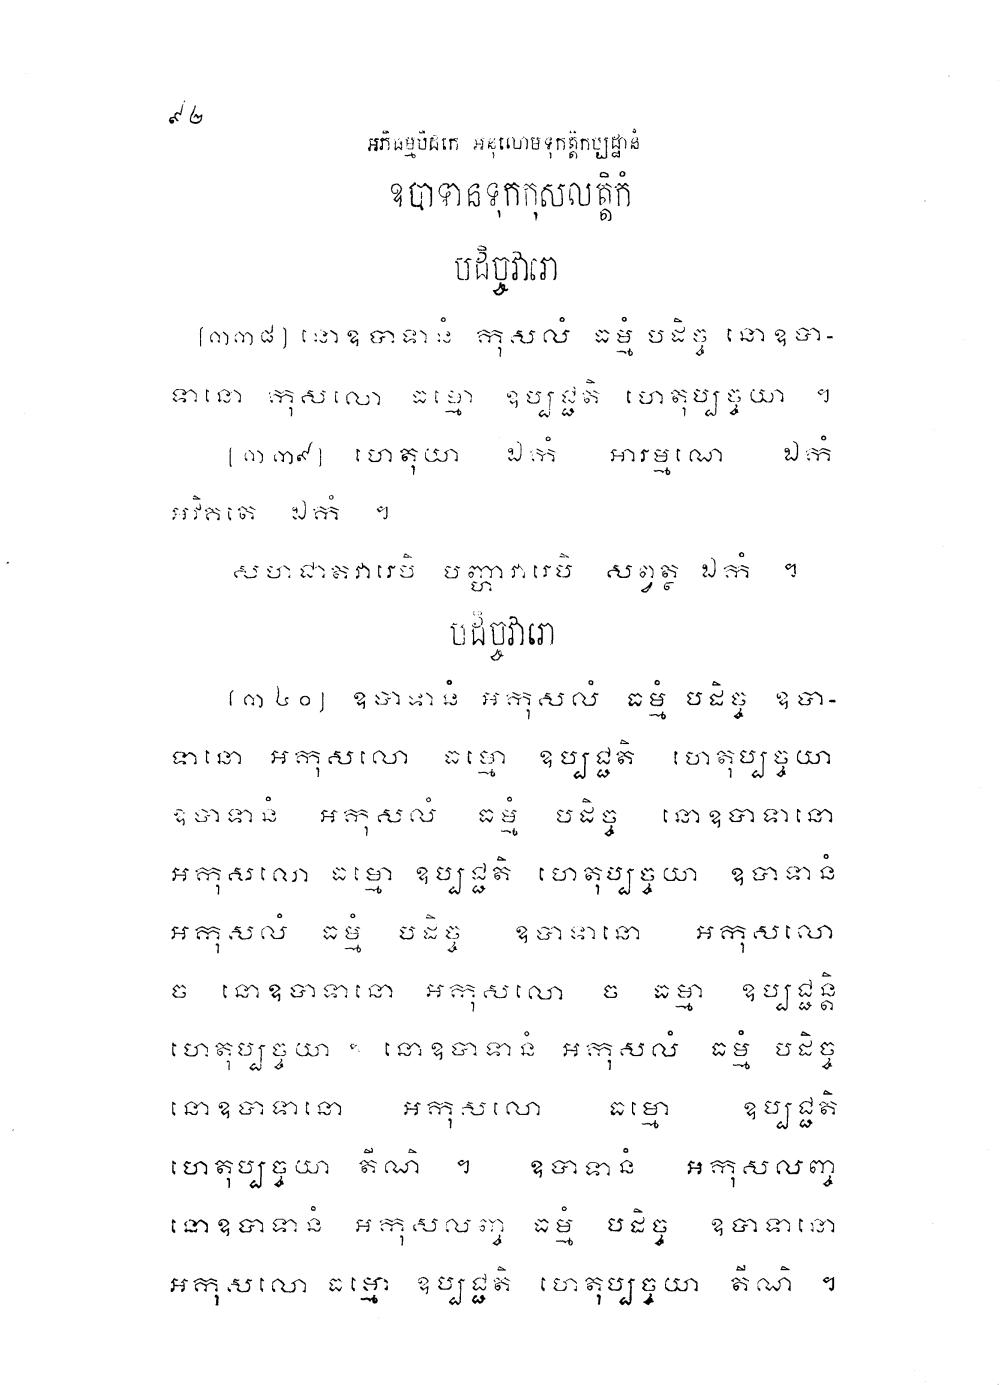 ៩២
អភិធម្មបិដកេ អនុលោមទុកត្តិកប្បដ្ឋានំ
ឧបាទានទុកកុសលត្តិកំ
បដិច្ចវារោ
[៣៣៨] នោឧបាទានំ កុសលំ ធម្មំ បដិច្ច នោឧបា-
ទានោ កុសលោ ធម្មោ ឧប្បជ្ជតិ ហេតុប្បច្ចយា ។
[៣៣៩] ហេតុយា ឯកំ អារម្មណេ ឯកំ
អវិគតេ ឯកំ ។
សហជាតវារេបិ បញ្ហាវារេបិ សព្វត្ថ ឯកំ ។
បដិច្ចវារោ
[៣៤០] ឧបាទានំ អកុសលំ ធម្មំ បដិច្ច ឧបា-
ទានោ អកុសលោ ធម្មោ ឧប្បជ្ជតិ ហេតុប្បច្ចយា
ឧបាទានំ អកុសលំ ធម្មំ បដិច្ច នោឧបាទានោ
អកុសលោ ធម្មោ ឧប្បជ្ជតិ ហេតុប្បច្ចយា ឧបាទានំ
អកុសលំ ធម្មំ បដិច្ច ឧបាទានោ អកុសលោ
ច នោឧបាទានោ អកុសលោ ច ធម្មា ឧប្បជ្ជន្តិ
ហេតុប្បច្ចយា ។ នោឧបាទានំ អកុសលំ ធម្មំ បដិច្ច
នោឧបាទានោ អកុសលោ ធម្មោ ឧប្បជ្ជតិ
ហេតុប្បច្ចយា តីណិ ។ ឧបាទានំ អកុសលញ្ច
នោឧបាទានំ អកុសលញ្ច ធម្មំ បដិច្ច ឧបាទានោ
អកុសលោ ធម្មោ ឧប្បជ្ជតិ ហេតុប្បច្ចយា តីណិ ។